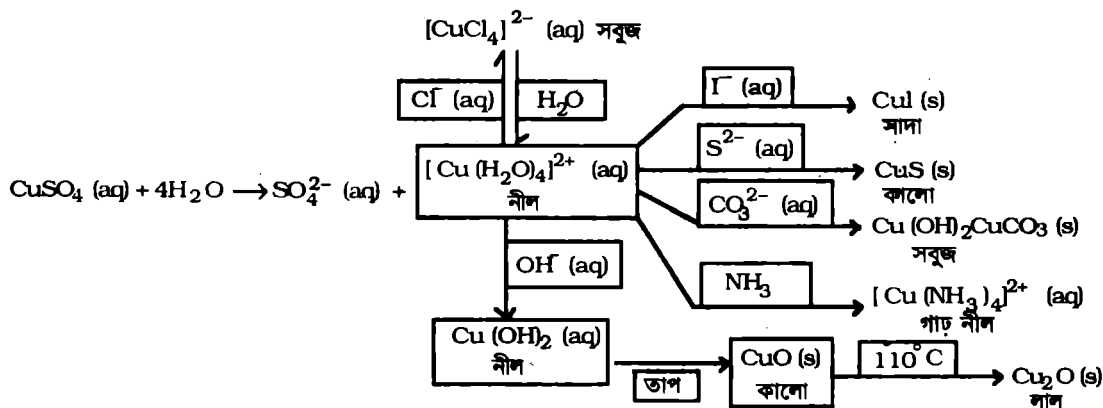 [CuCl₄]²⁻ (aq) সবুজ
Cl⁻ (aq) H₂O
I⁻ (aq)
CuI (s)
সাদা
S²⁻ (aq)
CuS (s)
কালো
CuSO₄ (aq) + 4H₂O → SO₄²⁻ (aq) + [Cu (H₂O)₄]²⁺ (aq)
নীল
CO₃²⁻ (aq)
Cu (OH)₂CuCO₃ (s)
সবুজ
OH⁻ (aq)
NH₃
[Cu (NH₃)₄]²⁺ (aq)
গাঢ় নীল
Cu (OH)₂ (aq)
নীল
তাপ
CuO (s)
কালো
110°C
Cu₂O (s)
লাল